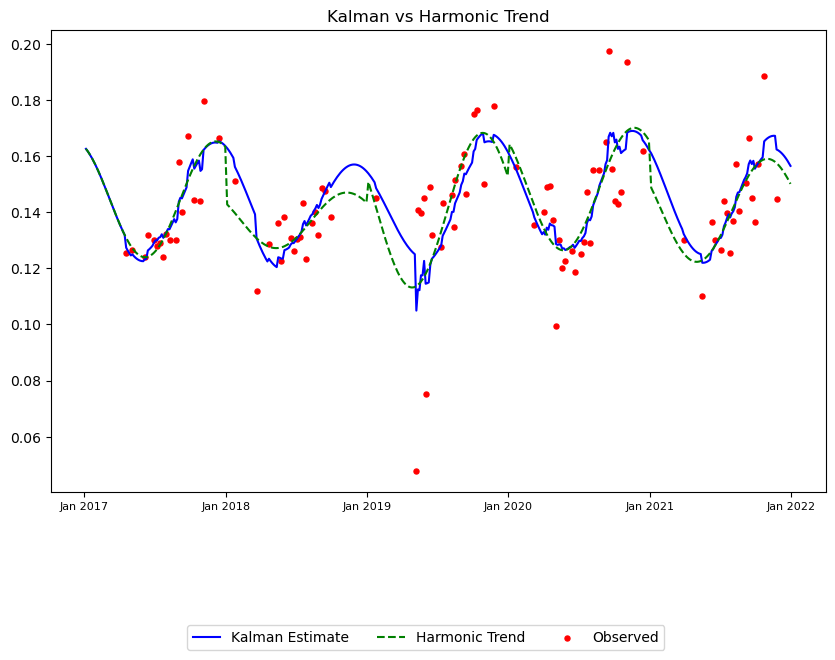 Kalman vs Harmonic Trend
0.20
0.18
0.16
0.14
0.12
0.10
0.08
0.06
Jan 2017 Jan 2018 Jan 2019 Jan 2020 Jan 2021 Jan 2022
Kalman Estimate Harmonic Trend Observed